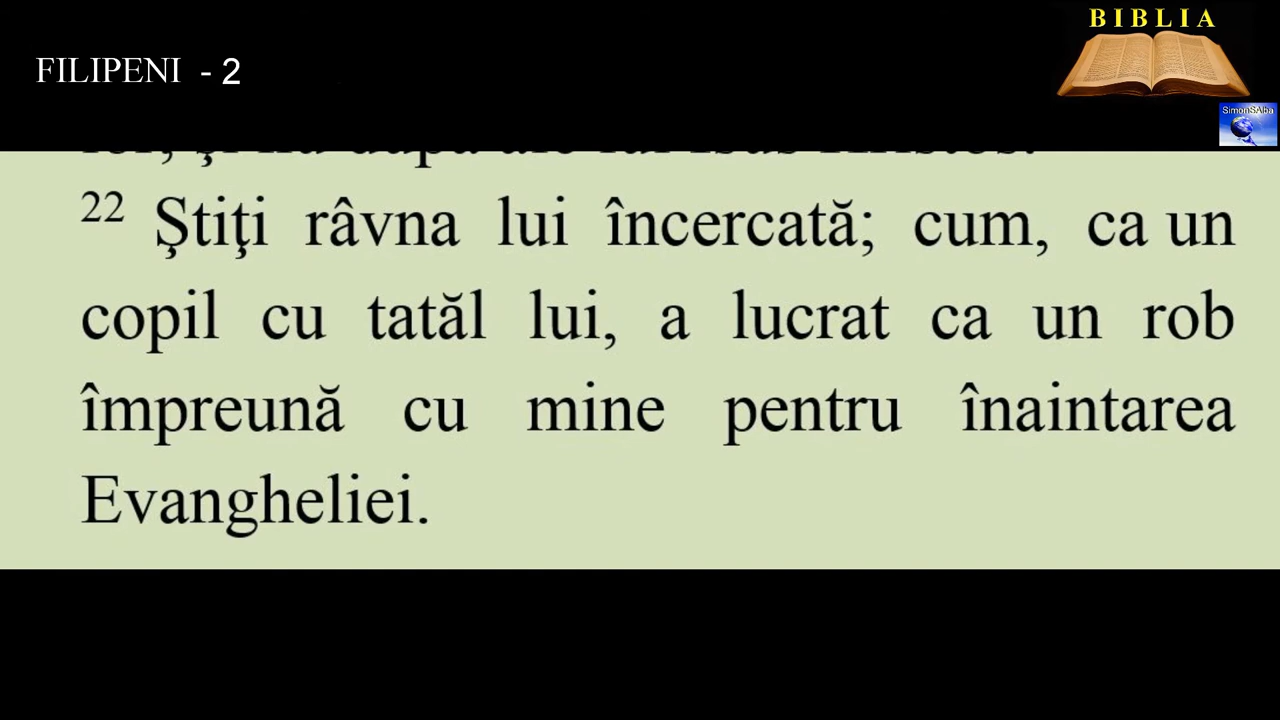 BIBLIA
FILIPENI - 2
SimonSAlba
22 Ştiţi râvna lui încercată; cum, ca un
copil cu tatăl lui, a lucrat ca un rob
împreună cu mine pentru înaintarea
Evangheliei.